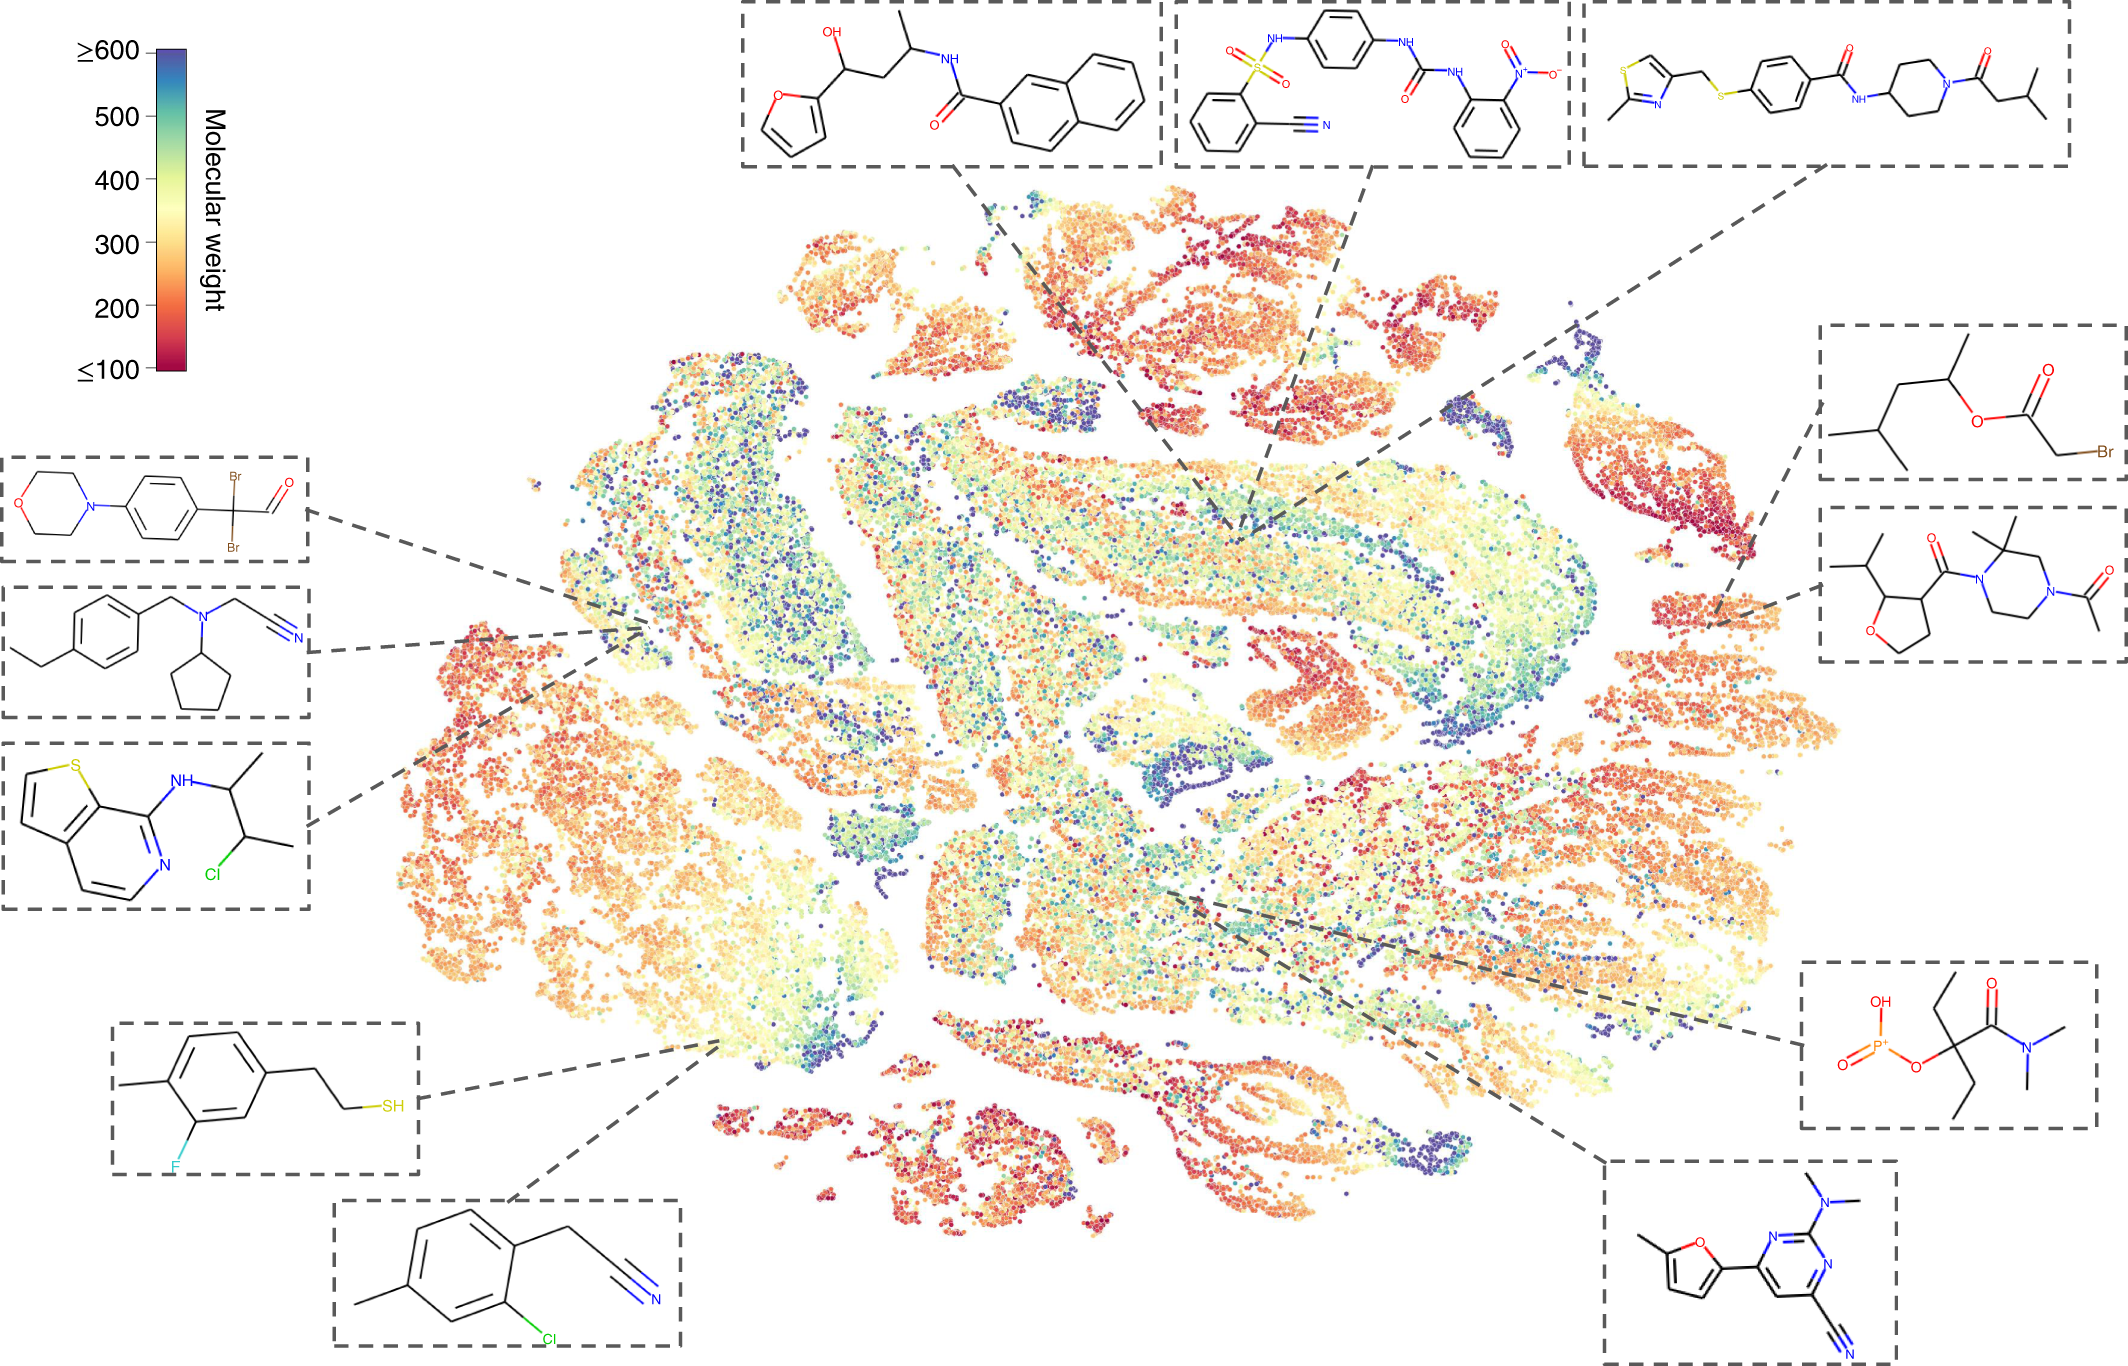 ≥600
500
400
300
200
≤100
Molecular weight
OH
NH
O
O
NH
NH
O
S
O
O
NH
N
N⁺
O
O⁻
S
N
S
O
NH
N
O
O
O
Br
O
O
N
N
O
O
N
Br
Br
O
N
N
S
NH
N
Cl
SH
F
N
Cl
OH
P⁺
O
O
O
N
N
O
N
N
N